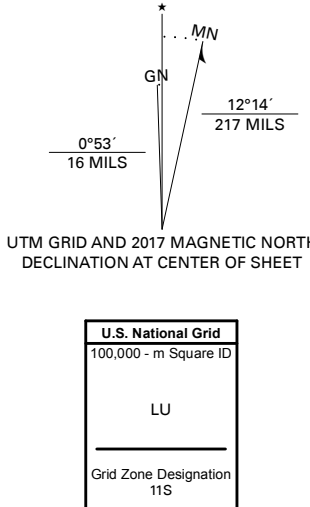 ★
MN
GN
12°14´
217 MILS
0°53´
16 MILS
UTM GRID AND 2017 MAGNETIC NORTH
DECLINATION AT CENTER OF SHEET
U.S. National Grid
100,000 - m Square ID
LU
Grid Zone Designation
11S